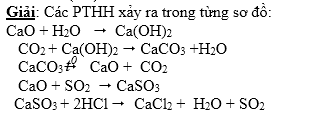 Giải: Các PTHH xảy ra trong từng sơ đồ:
CaO + H2O → Ca(OH)2
CO2 + Ca(OH)2 → CaCO3 +H2O
CaCO3 CaO + CO2
CaO + SO2 → CaSO3
CaSO3 + 2HCl → CaCl2 + H2O + SO2